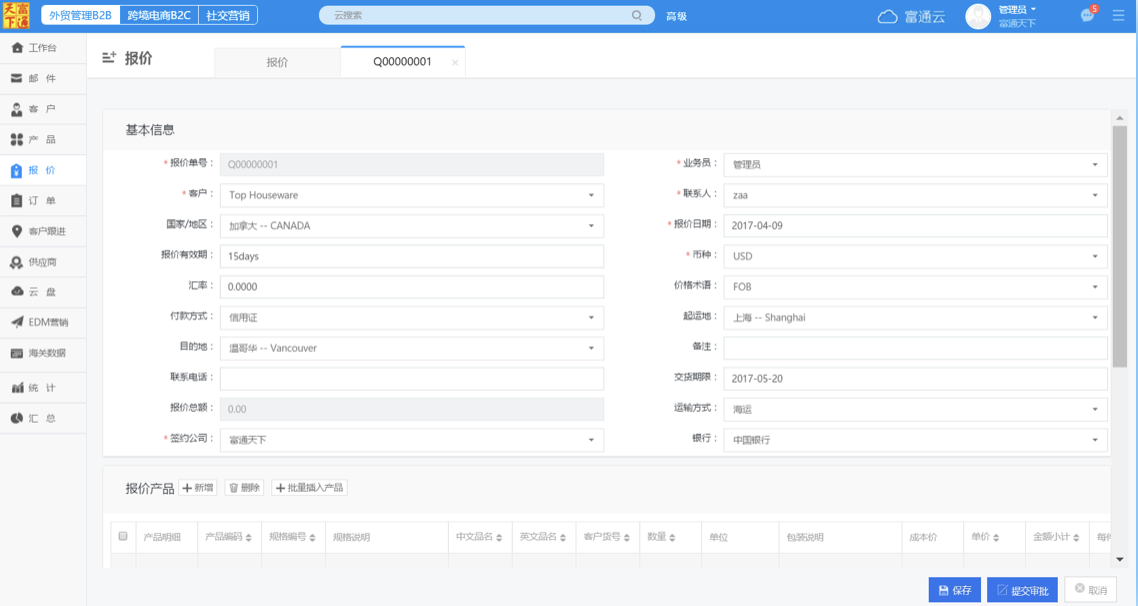 富通天下
外贸管理B2B 跨境电商B2C 社交营销 云搜索 高级 富通云 管理员 富通天下 5
工作台
邮 件
客 户
产 品
报 价
订 单
客户跟进
供应商
云 盘
EDM营销
海关数据
统 计
汇 总
报价 报价 Q00000001 ×
基本信息
* 报价单号： Q00000001 * 业务员： 管理员
* 客户： Top Houseware * 联系人： zaa
国家/地区： 加拿大 -- CANADA * 报价日期： 2017-04-09
报价有效期： 15days * 币种： USD
汇率： 0.0000 价格术语： FOB
付款方式： 信用证 起运地： 上海 -- Shanghai
目的地： 温哥华 -- Vancouver 备注：
联系电话： 交货期限： 2017-05-20
报价总额： 0.00 运输方式： 海运
* 签约公司： 富通天下 银行： 中国银行
报价产品 新增 删除 批量插入产品
产品明细 产品编码 规格编号 规格说明 中文品名 英文品名 客户货号 数量 单位 包装说明 成本价 单价 金额小计 每件
保存 提交审批 取消